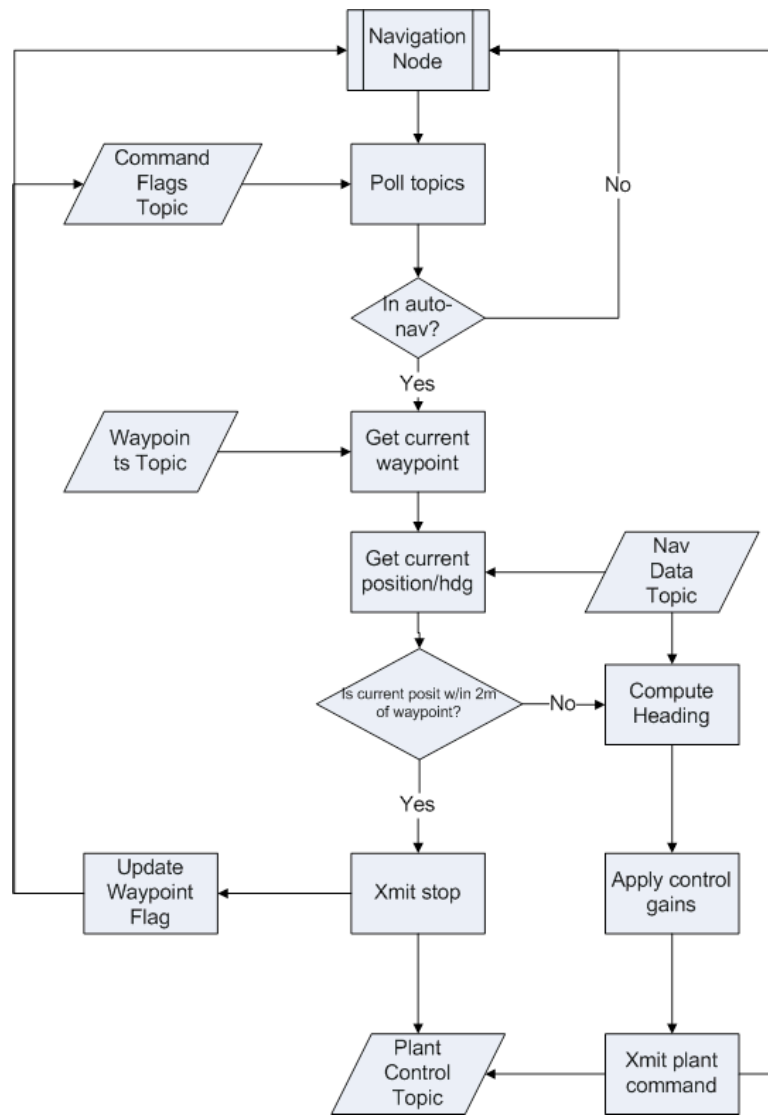 Navigation
Node
Command
Flags
Topic
Poll topics
No
In auto-
nav?
Yes
Waypoin
ts Topic
Get current
waypoint
Get current
position/hdg
Nav
Data
Topic
Is current posit w/in 2m
of waypoint?
No
Compute
Heading
Yes
Update
Waypoint
Flag
Xmit stop
Apply control
gains
Plant
Control
Topic
Xmit plant
command